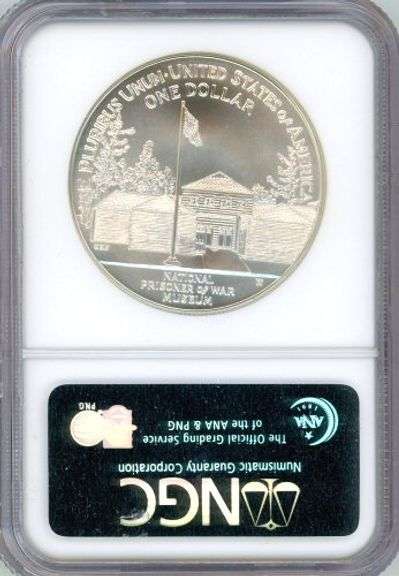 E PLURIBUS UNUM · UNITED STATES of AMERICA
ONE DOLLAR
NATIONAL
PRISONER of WAR
MUSEUM
W
NGC
Numismatic Guaranty Corporation
The Official Grading Service
of the ANA & PNG
ANA
1891
PNG